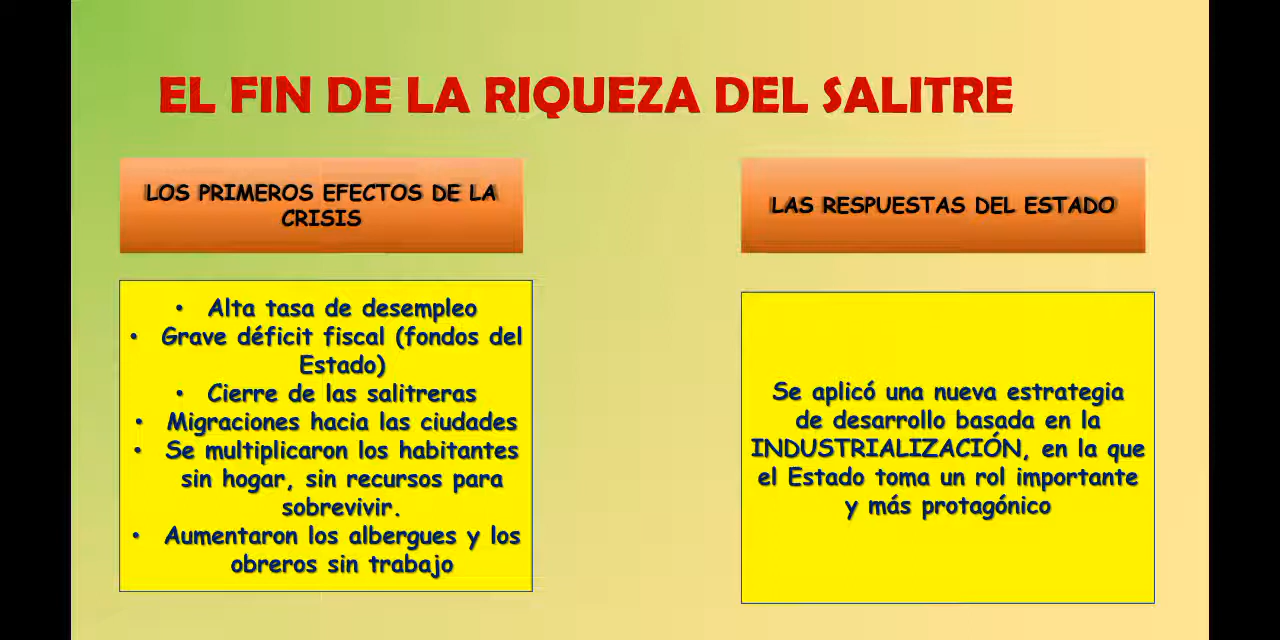 EL FIN DE LA RIQUEZA DEL SALITRE
LOS PRIMEROS EFECTOS DE LA
CRISIS
• Alta tasa de desempleo
• Grave déficit fiscal (fondos del
Estado)
• Cierre de las salitreras
• Migraciones hacia las ciudades
• Se multiplicaron los habitantes
sin hogar, sin recursos para
sobrevivir.
• Aumentaron los albergues y los
obreros sin trabajo
LAS RESPUESTAS DEL ESTADO
Se aplicó una nueva estrategia
de desarrollo basada en la
INDUSTRIALIZACIÓN, en la que
el Estado toma un rol importante
y más protagónico